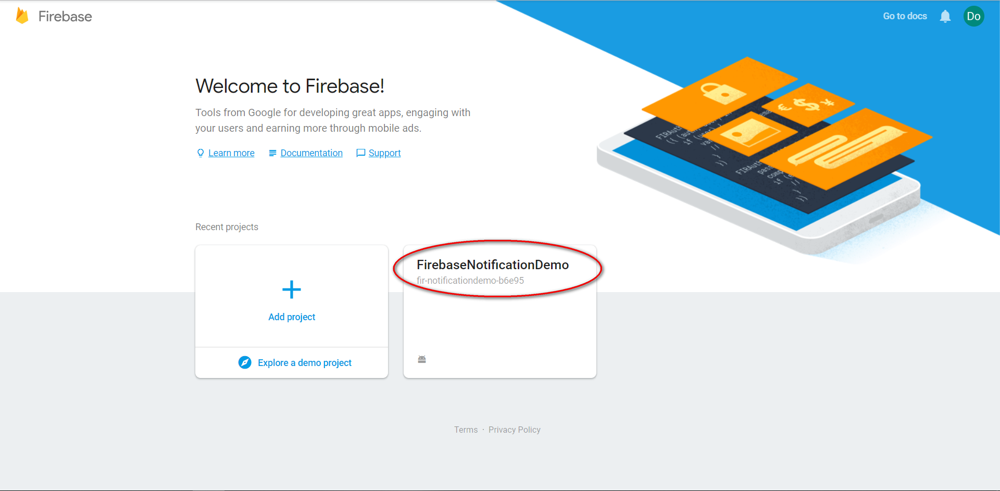 Firebase
Go to docs
Do
Welcome to Firebase!
Tools from Google for developing great apps, engaging with
your users and earning more through mobile ads.
Learn more
Documentation
Support
Recent projects
Add project
Explore a demo project
FirebaseNotificationDemo
fir-notificationdemo-b6e95
Terms · Privacy Policy